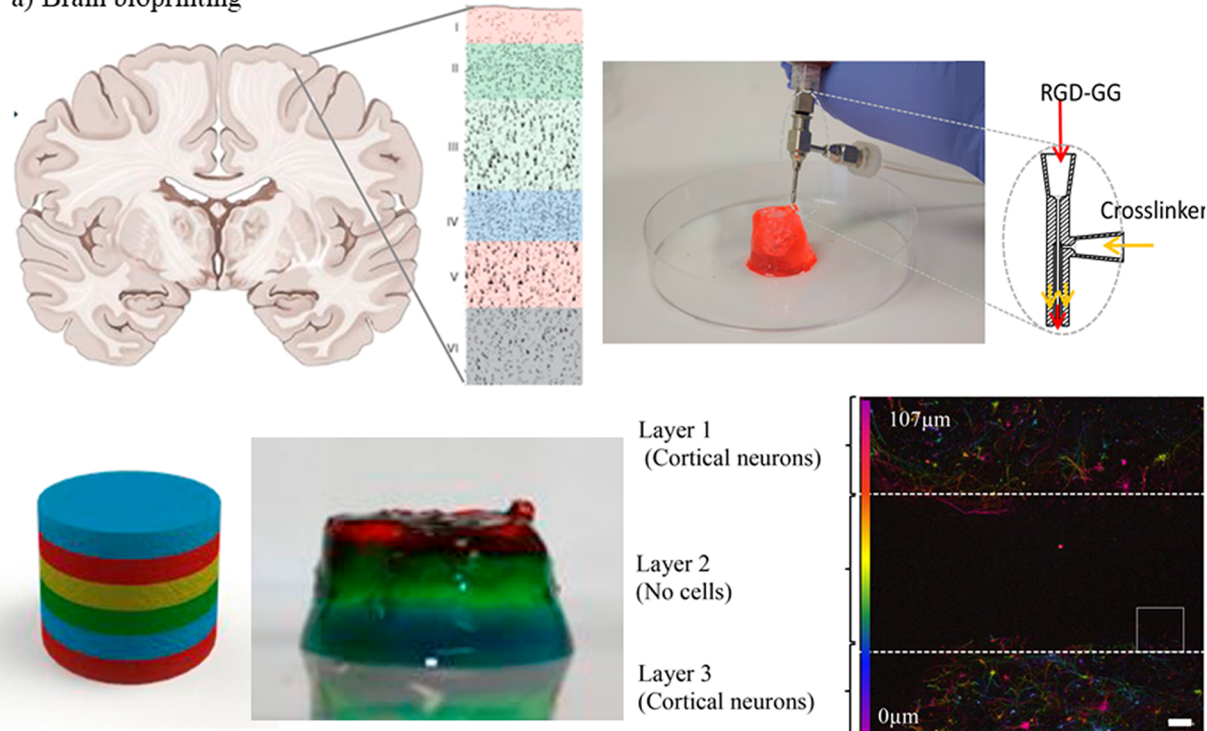 a) Brain bioprinting
I
II
III
IV
V
VI
RGD-GG
Crosslinker
Layer 1
(Cortical neurons)
Layer 2
(No cells)
Layer 3
(Cortical neurons)
107µm
0µm